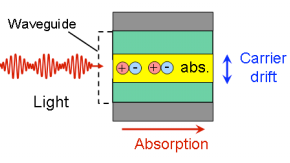 Waveguide
+ - + - abs.
Carrier
drift
Light
Absorption